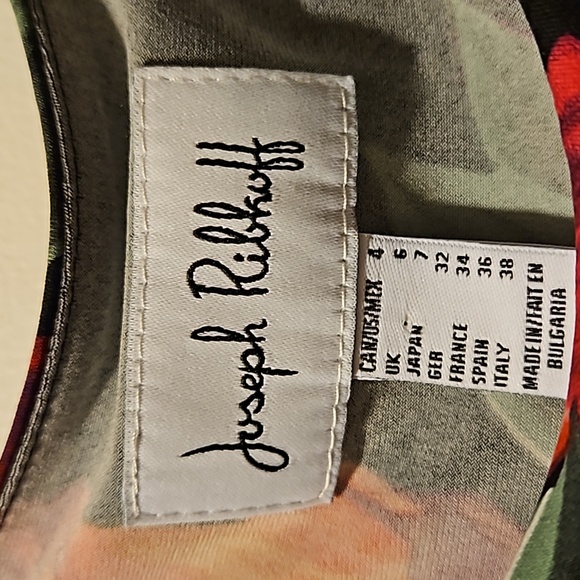 Joseph Ribkoff
CAN/US/MEX 4
UK 6
JAPAN 7
GER 32
FRANCE 34
SPAIN 36
ITALY 38
MADE IN/FAIT EN
BULGARIA